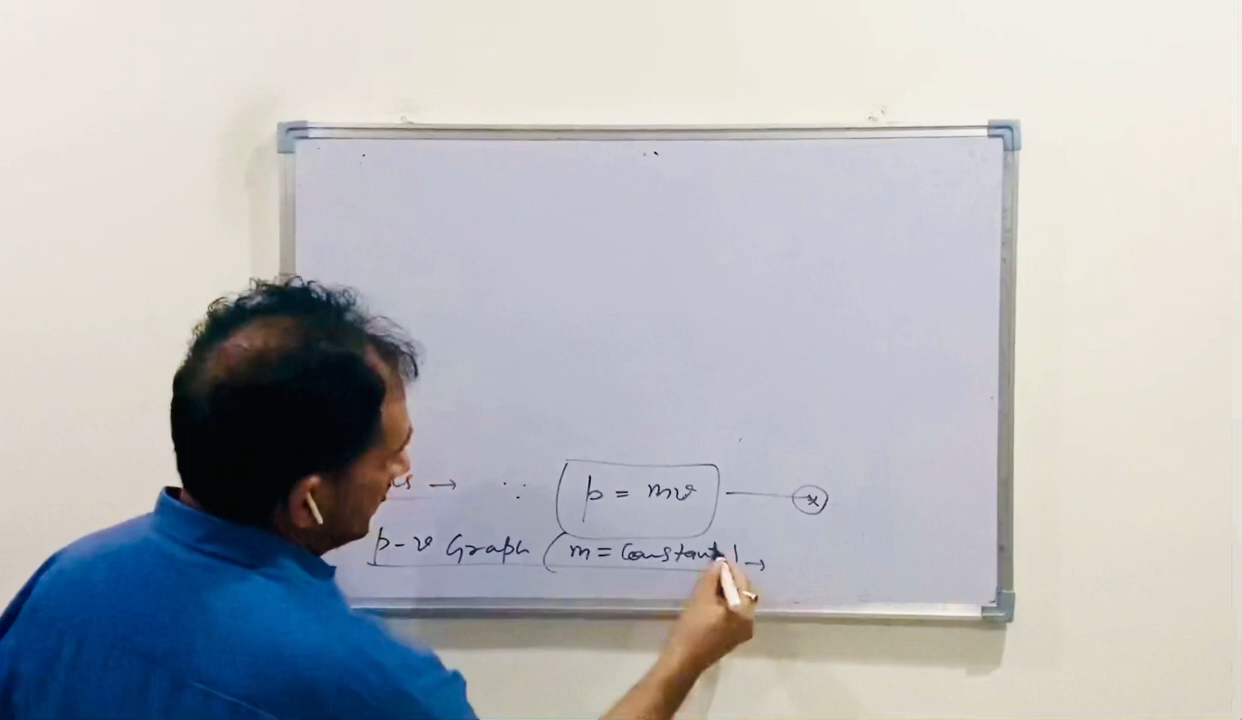 → ∵ p = mv → *
p-v Graph (m = Constant) →